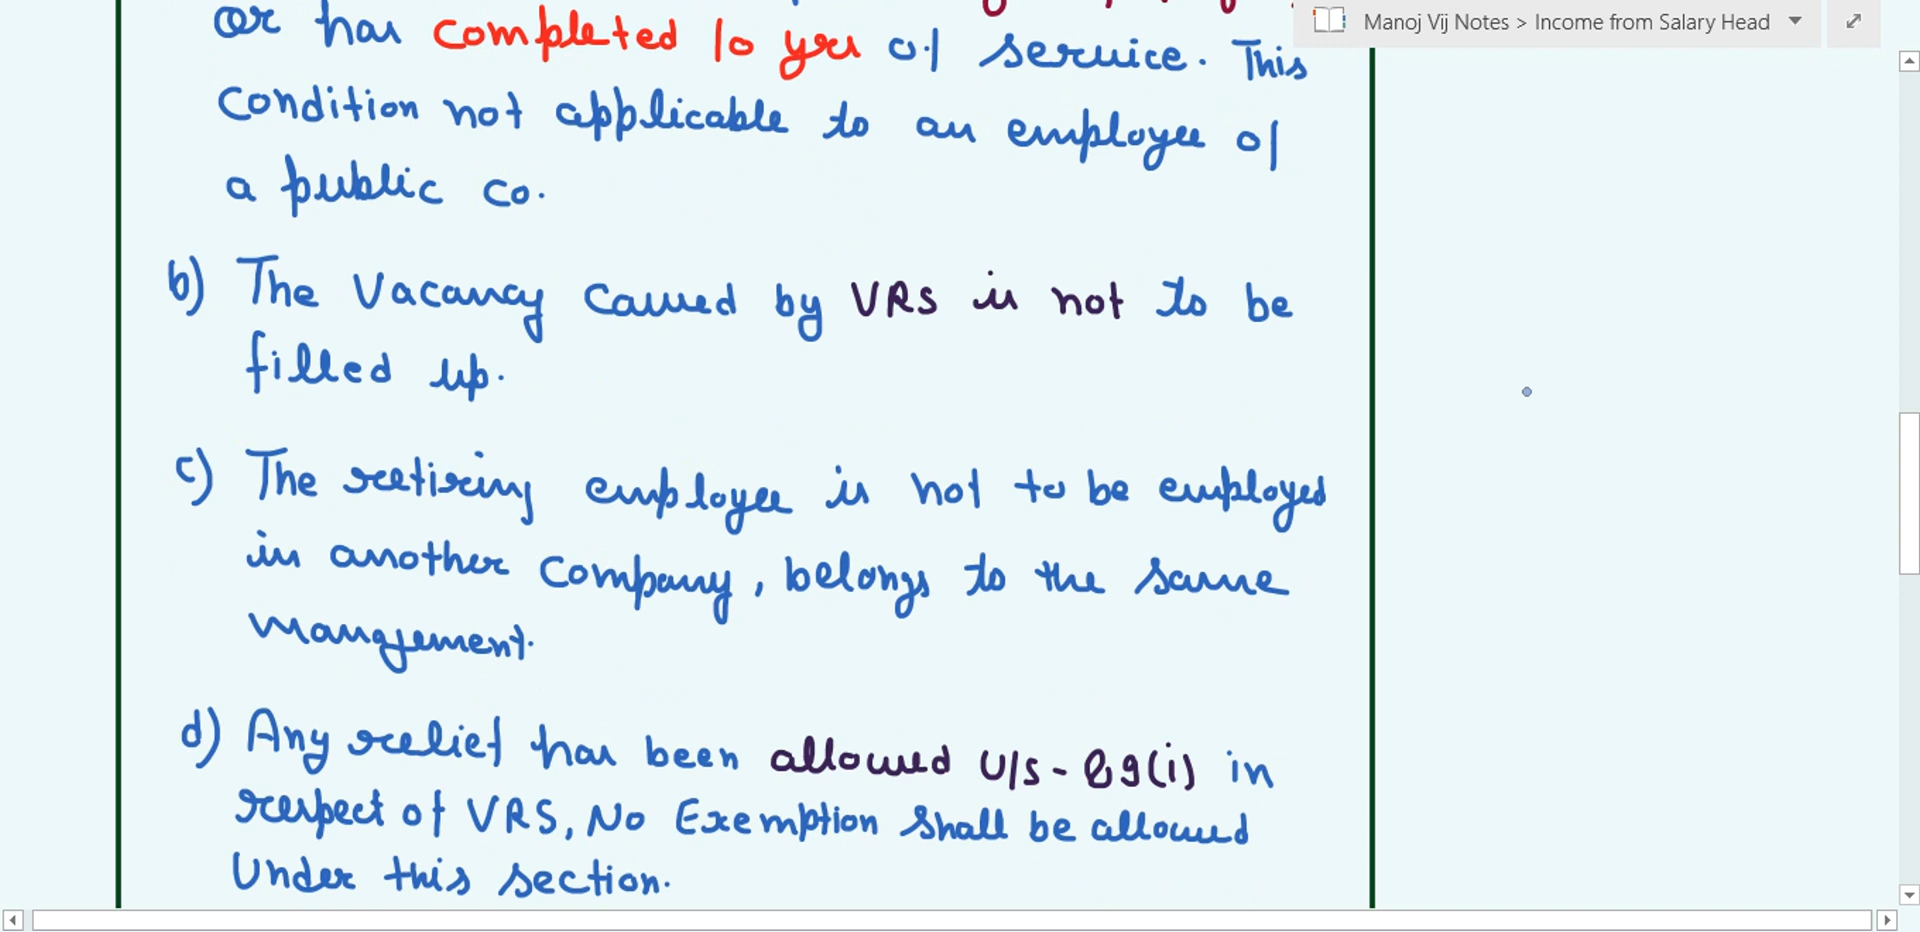 Manoj Vij Notes > Income from Salary Head
or has completed 10 yrs of service. This
condition not applicable to an employee of
a public co.
b) The Vacancy caused by VRS is not to be
filled up.
c) The retiring employee is not to be employed
in another Company, belongs to the same
management.
d) Any relief has been allowed U/s - 89(i) in
respect of VRS, No Exemption shall be allowed
Under this section.